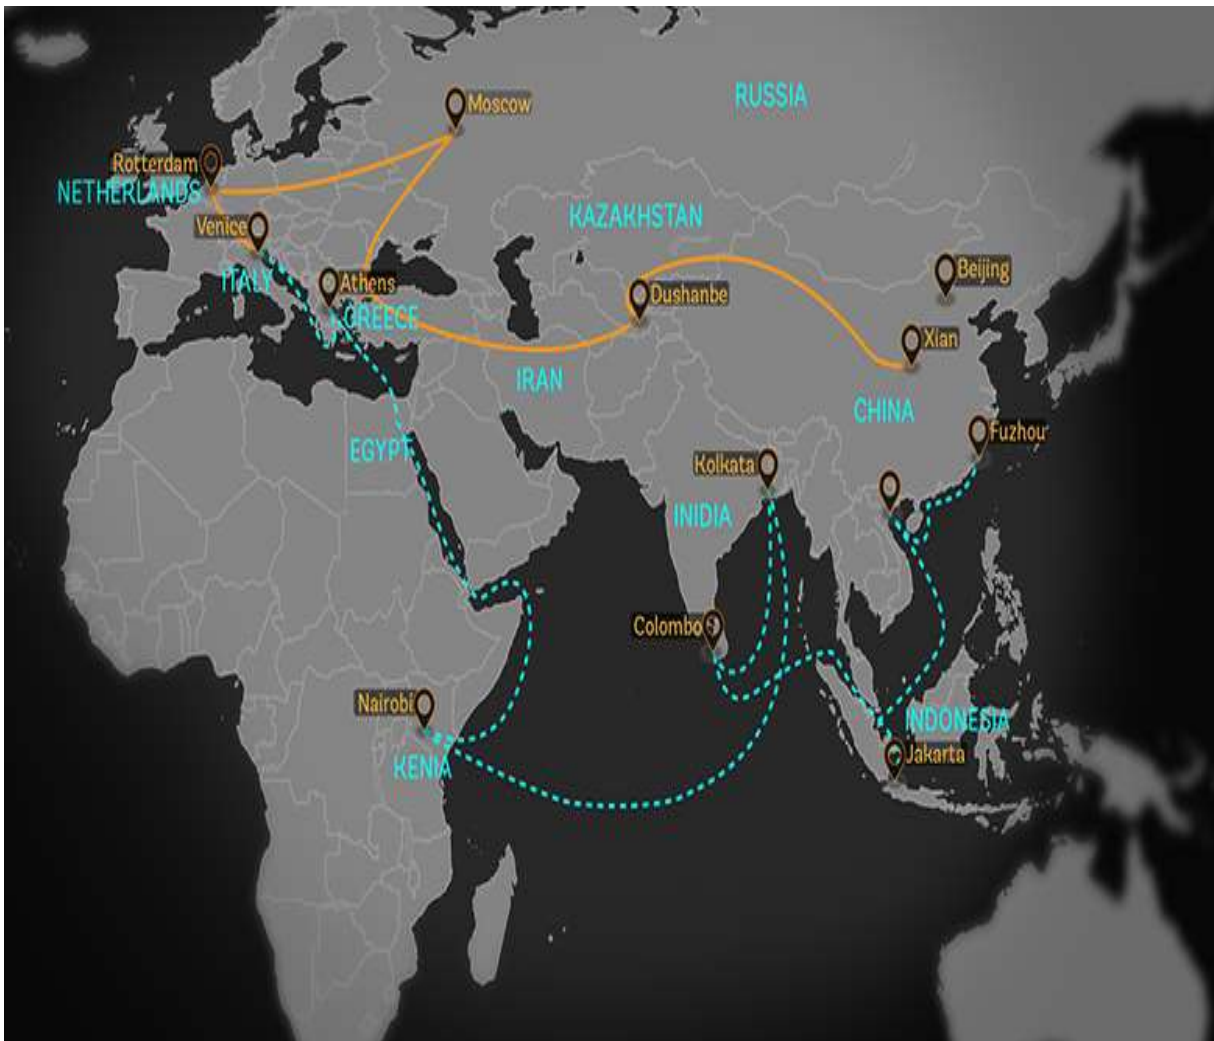 Moscow
RUSSIA
Rotterdam
NETHERLANDS
Venice
KAZAKHSTAN
ITALY
Athens
GREECE
Dushanbe
Beijing
Xian
IRAN
CHINA
Fuzhou
EGYPT
Kolkata
INIDIA
Colombo
Nairobi
KENIA
INDONESIA
Jakarta